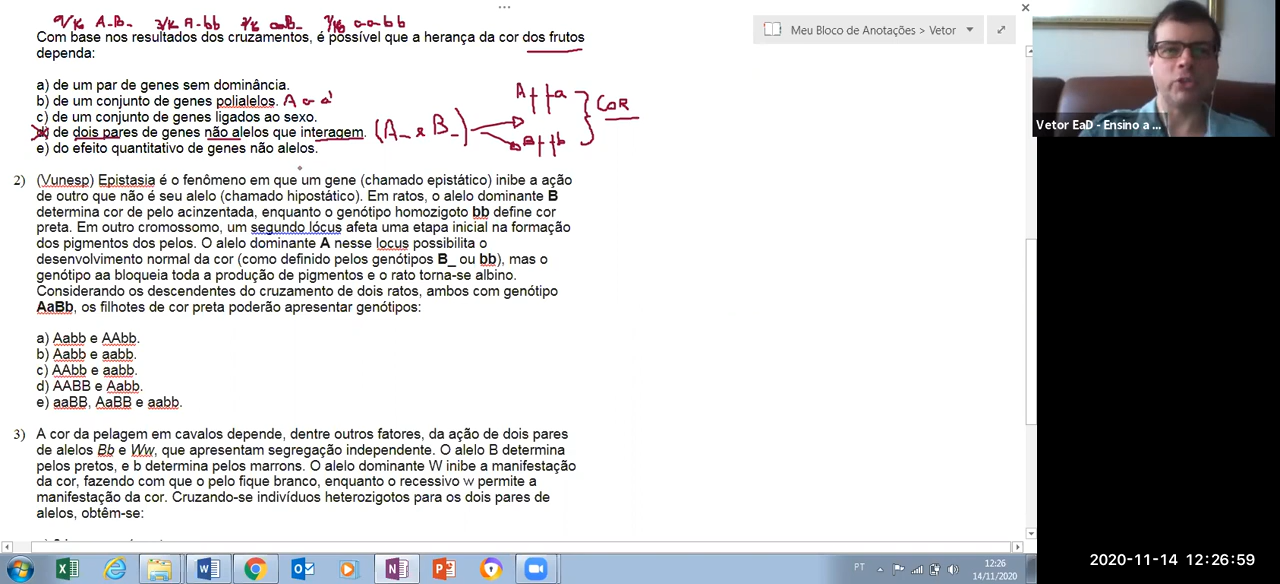 9/16 A-B- 3/16 A-bb 3/16 aaB- 1/16 aabb
Com base nos resultados dos cruzamentos, é possível que a herança da cor dos frutos
dependa:
a) de um par de genes sem dominância.
b) de um conjunto de genes polialelos. A a a'
c) de um conjunto de genes ligados ao sexo.
d) de dois pares de genes não alelos que interagem. (A_ e B_)
e) do efeito quantitativo de genes não alelos.
A a
B b
COR
2) (Vunesp) Epistasia é o fenômeno em que um gene (chamado epistático) inibe a ação
de outro que não é seu alelo (chamado hipostático). Em ratos, o alelo dominante B
determina cor de pelo acinzentada, enquanto o genótipo homozigoto bb define cor
preta. Em outro cromossomo, um segundo lócus afeta uma etapa inicial na formação
dos pigmentos dos pelos. O alelo dominante A nesse locus possibilita o
desenvolvimento normal da cor (como definido pelos genótipos B_ ou bb), mas o
genótipo aa bloqueia toda a produção de pigmentos e o rato torna-se albino.
Considerando os descendentes do cruzamento de dois ratos, ambos com genótipo
AaBb, os filhotes de cor preta poderão apresentar genótipos:
a) Aabb e AAbb.
b) Aabb e aabb.
c) AAbb e aabb.
d) AABB e Aabb.
e) aaBB, AaBB e aabb.
3) A cor da pelagem em cavalos depende, dentre outros fatores, da ação de dois pares
de alelos Bb e Ww, que apresentam segregação independente. O alelo B determina
pelos pretos, e b determina pelos marrons. O alelo dominante W inibe a manifestação
da cor, fazendo com que o pelo fique branco, enquanto o recessivo w permite a
manifestação da cor. Cruzando-se indivíduos heterozigotos para os dois pares de
alelos, obtêm-se:
Meu Bloco de Anotações > Vetor
Vetor EaD - Ensino a ...
2020-11-14 12:26:59
PT
12:26
14/11/2020